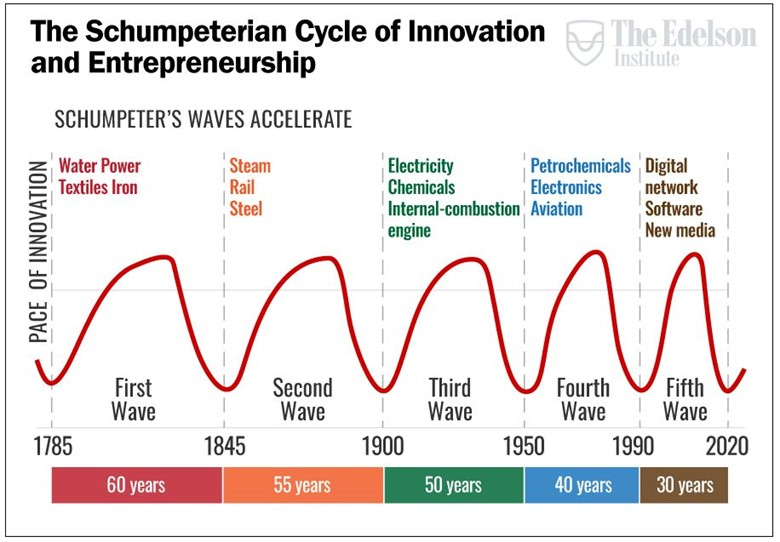 The Schumpeterian Cycle of Innovation
and Entrepreneurship
The Edelson
Institute
SCHUMPETER'S WAVES ACCELERATE
PACE OF INNOVATION
Water Power
Textiles Iron
Steam
Rail
Steel
Electricity
Chemicals
Internal-combustion
engine
Petrochemicals
Electronics
Aviation
Digital
network
Software
New media
First
Wave
Second
Wave
Third
Wave
Fourth
Wave
Fifth
Wave
1785 1845 1900 1950 1990 2020
60 years 55 years 50 years 40 years 30 years